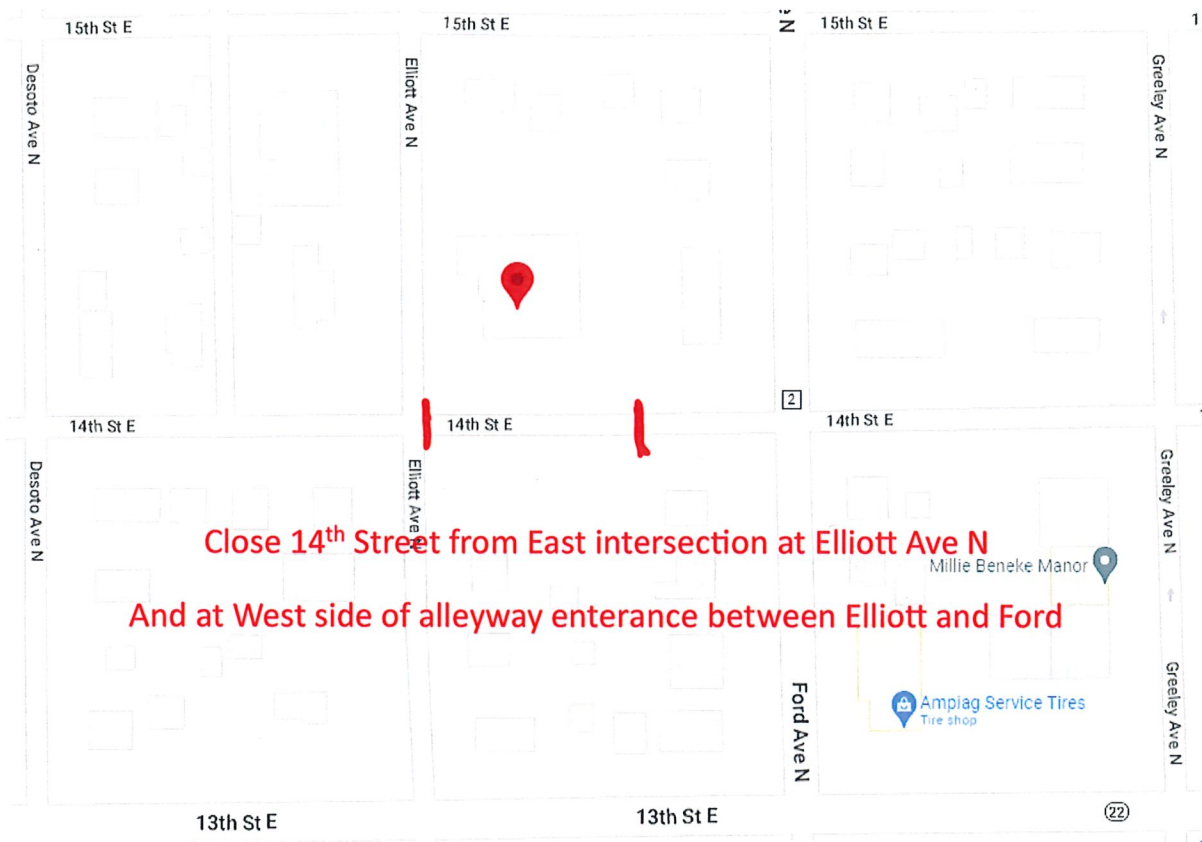 15th St E
15th St E
N
15th St E
1
Desoto Ave N
Elliott Ave N
Greeley Ave N
2
14th St E
14th St E
14th St E
Desoto Ave N
Elliott Ave N
Greeley Ave N
Close 14th Street from East intersection at Elliott Ave N
Millie Beneke Manor
And at West side of alleyway enterance between Elliott and Ford
Ford Ave N
Ampiag Service Tires
Tire shop
Greeley Ave N
13th St E
13th St E
22